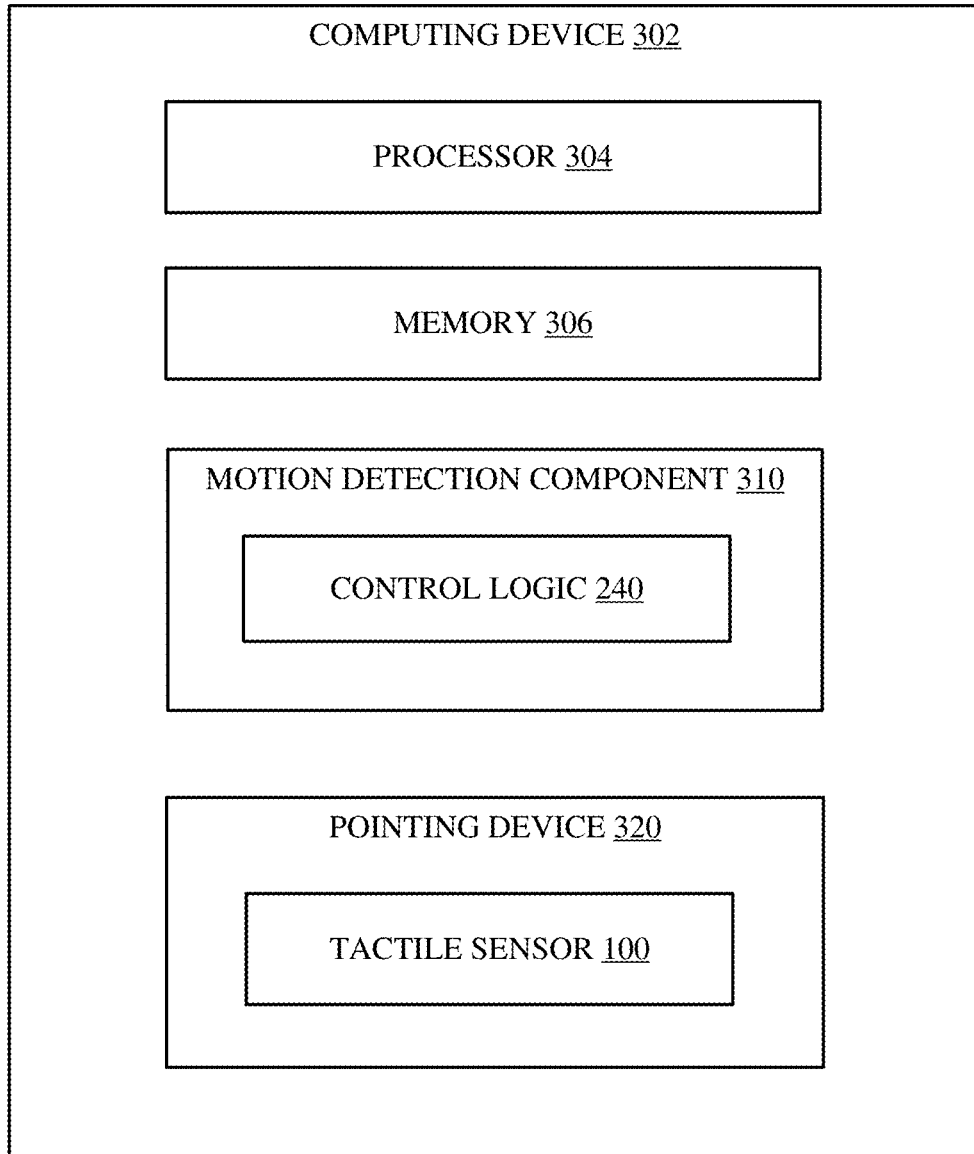 COMPUTING DEVICE 302
PROCESSOR 304
MEMORY 306
MOTION DETECTION COMPONENT 310
CONTROL LOGIC 240
POINTING DEVICE 320
TACTILE SENSOR 100